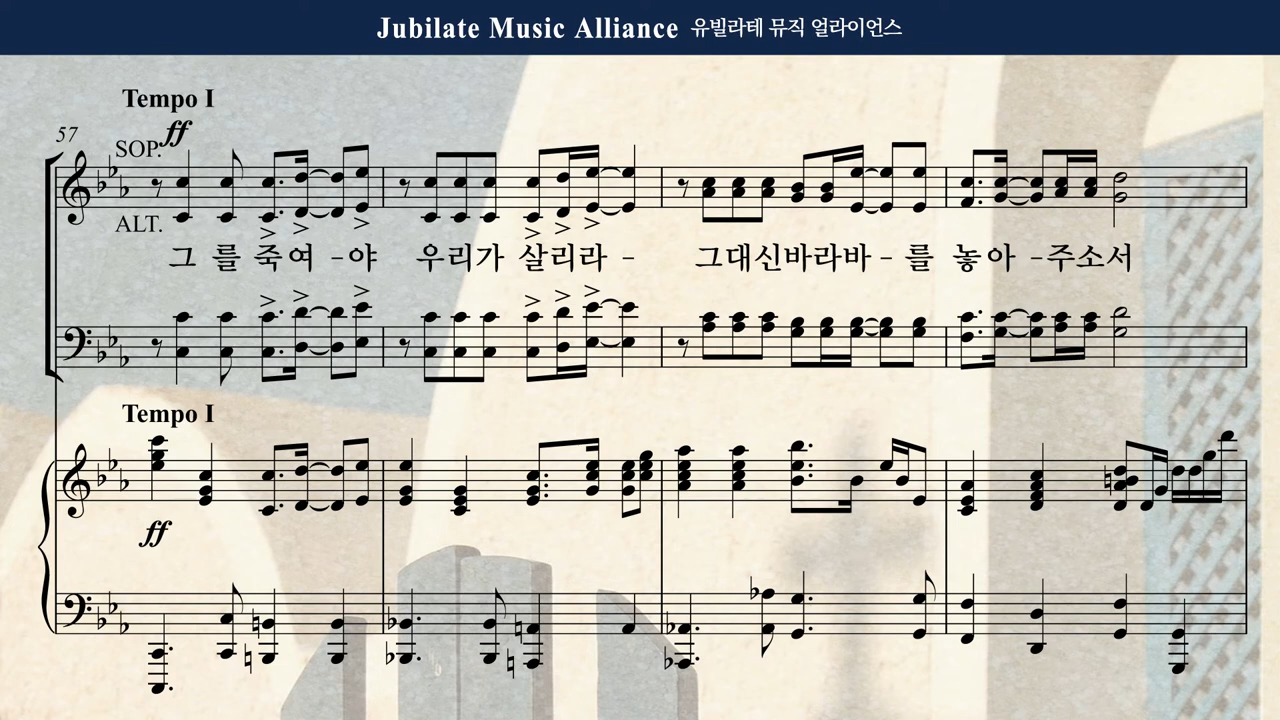 Jubilate Music Alliance 유빌라테 뮤직 얼라이언스
Tempo I
57
ff
SOP.
ALT.
그 를 죽 여 - 야 우 리 가 살 리 라 - 그 대 신 바 라 바 - 를 놓 아 - 주 소 서
Tempo I
ff